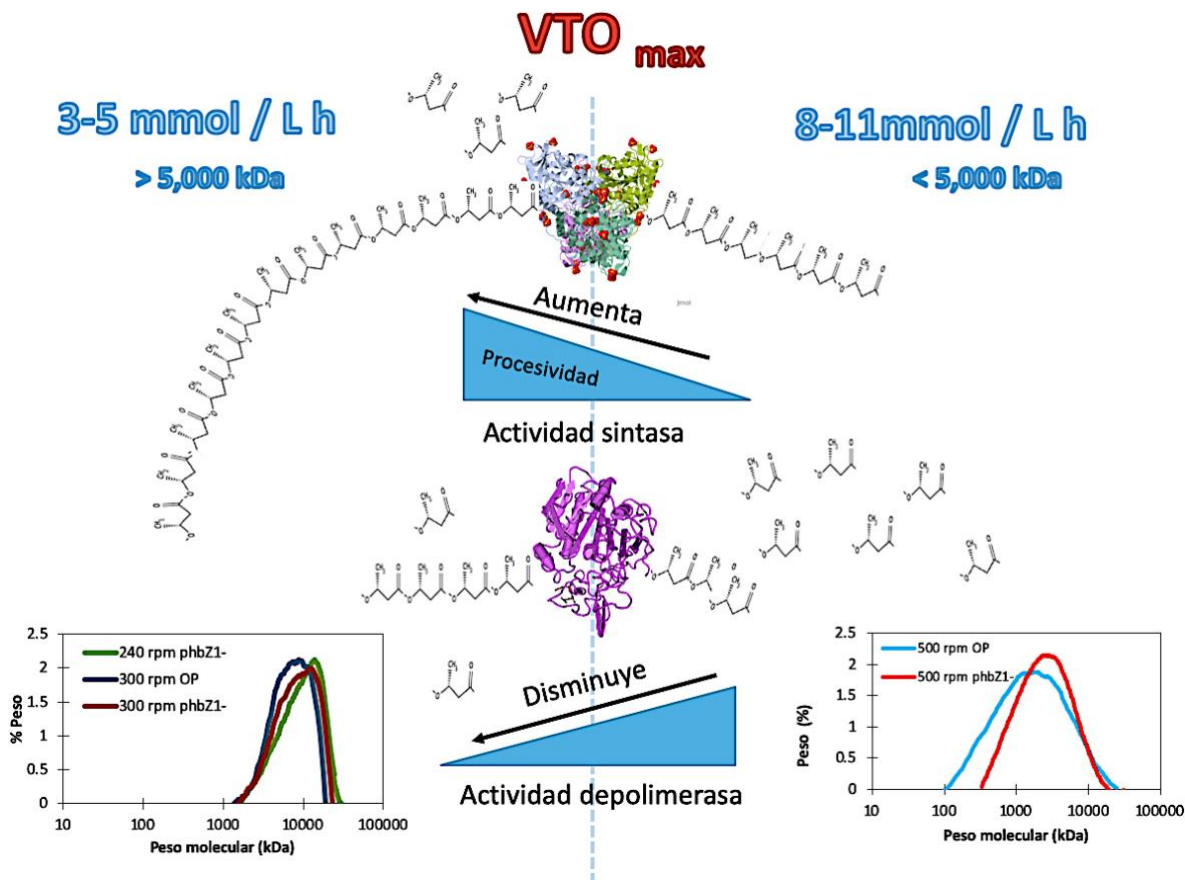 VTO max
3-5 mmol / L h
> 5,000 kDa
8-11mmol / L h
< 5,000 kDa
Aumenta
Procesividad
Actividad sintasa
Jmol
Disminuye
Actividad depolimerasa
2.5
2
1.5
1
0.5
0
% Peso
240 rpm phbZ1-
300 rpm OP
300 rpm phbZ1-
10 100 1000 10000 100000
Peso molecular (kDa)
2.5
2
1.5
1
0.5
0
Peso (%)
500 rpm OP
500 rpm phbZ1-
10 100 1000 10000 100000
Peso molecular (kDa)